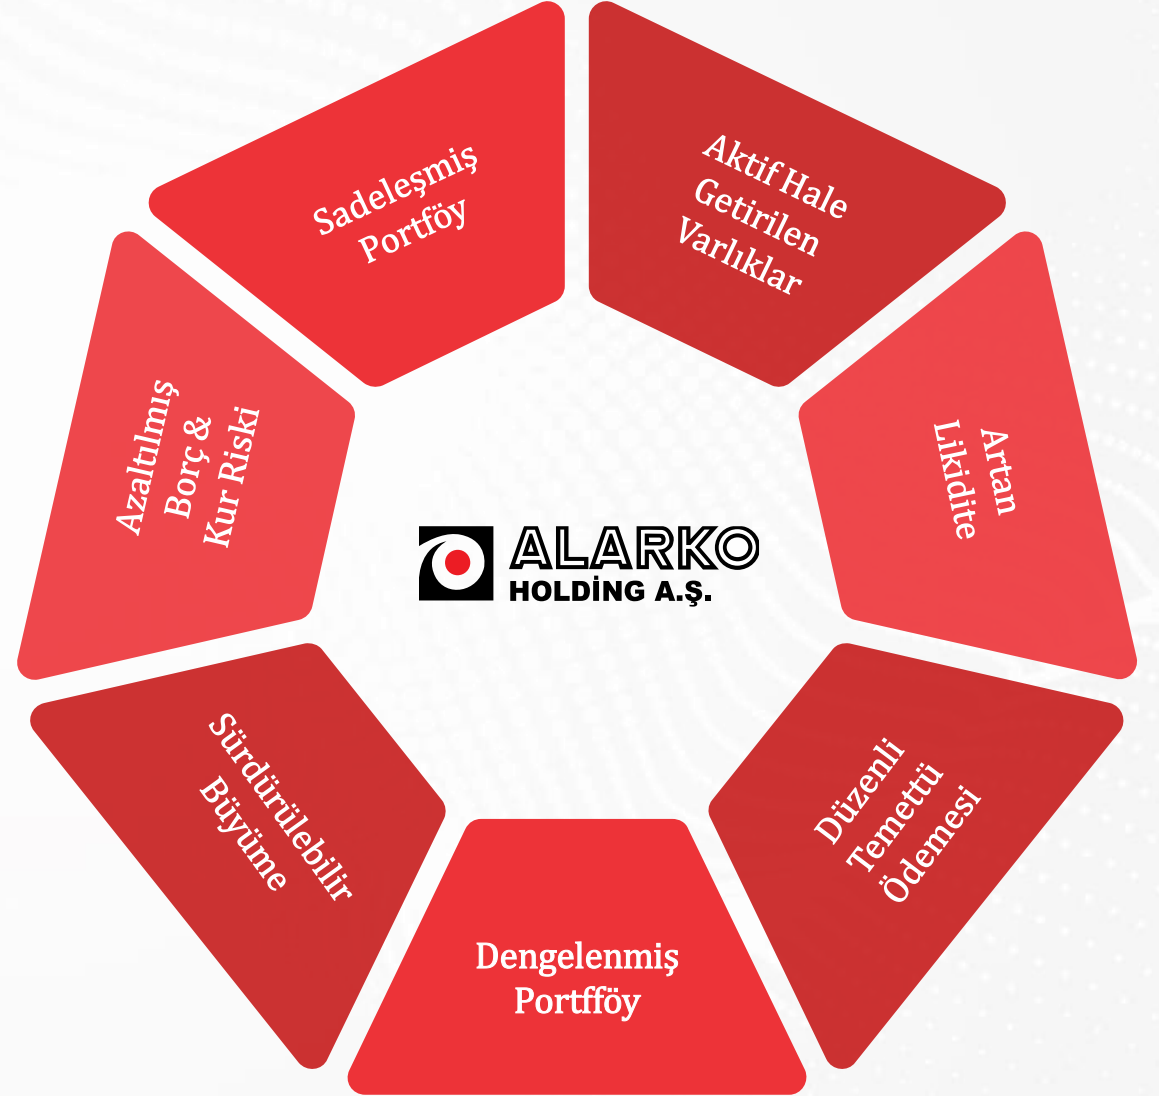 Sadeleşmiş
Portföy
Aktif Hale
Getirilen
Varlıklar
Artan
Likidite
Düzenli
Temettü
Ödemesi
Dengelenmiş
Portfföy
Sürdürülebilir
Büyüme
Azaltılmış
Borç &
Kur Riski
ALARKO
HOLDİNG A.Ş.